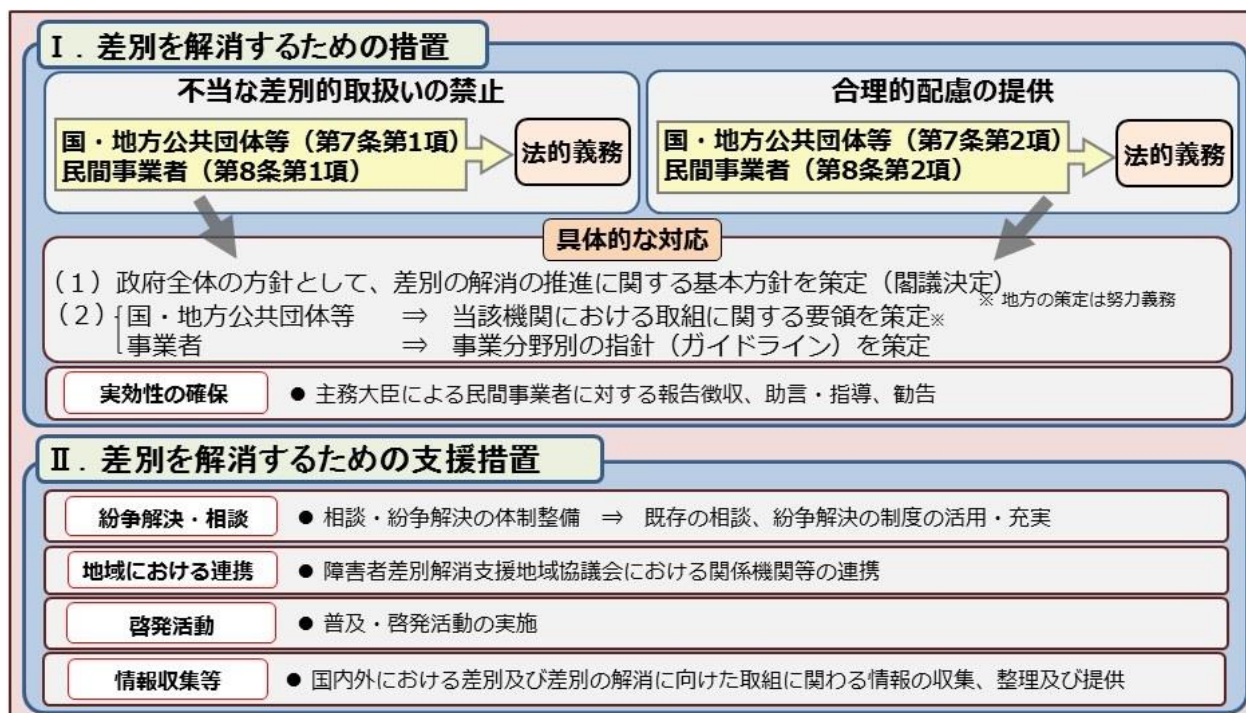 Ⅰ. 差別を解消するための措置
不当な差別的取扱いの禁止
国・地方公共団体等（第7条第1項）
民間事業者（第8条第1項）
法的義務
合理的配慮の提供
国・地方公共団体等（第7条第2項）
民間事業者（第8条第2項）
法的義務
具体的な対応
（１）政府全体の方針として、差別の解消の推進に関する基本方針を策定（閣議決定）
※ 地方の策定は努力義務
（２）国・地方公共団体等 ⇒ 当該機関における取組に関する要領を策定※
事業者 ⇒ 事業分野別の指針（ガイドライン）を策定
実効性の確保 ● 主務大臣による民間事業者に対する報告徴収、助言・指導、勧告
Ⅱ. 差別を解消するための支援措置
紛争解決・相談 ● 相談・紛争解決の体制整備 ⇒ 既存の相談、紛争解決の制度の活用・充実
地域における連携 ● 障害者差別解消支援地域協議会における関係機関等の連携
啓発活動 ● 普及・啓発活動の実施
情報収集等 ● 国内外における差別及び差別の解消に向けた取組に関わる情報の収集、整理及び提供